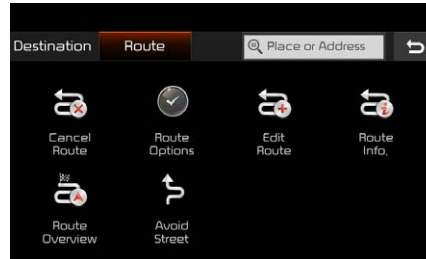 Destination
Route
Place or Address
Cancel
Route
Route
Options
Edit
Route
Route
Info.
Route
Overview
Avoid
Street